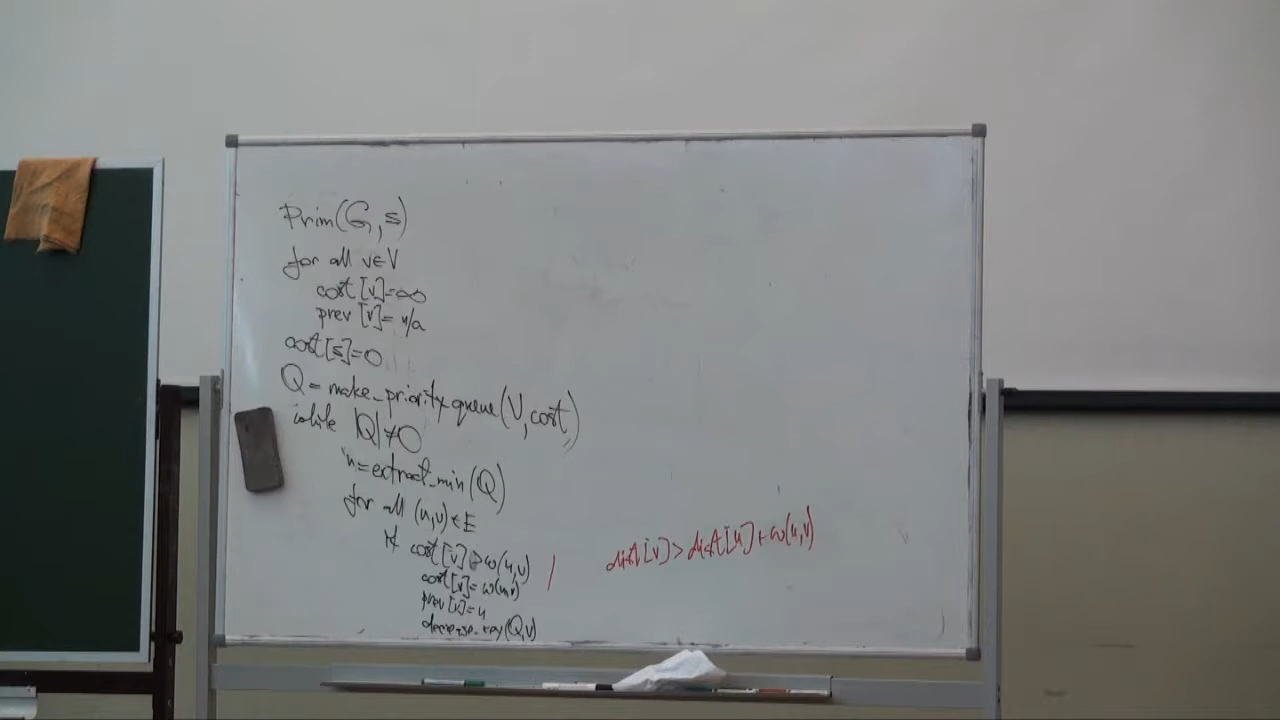 Prim(G, s)
for all v∈V
cost[v]=∞
prev[v]=n/a
cost[s]=0
Q = make_priority_queue(V, cost)
while |Q|≠0
u=extract_min(Q)
for all (u,v)∈E
if cost[v]>w(u,v)
cost[v]=w(u,v)
prev[v]=u
decrease_key(Q,v)
dist[v]>dist[u]+w(u,v)